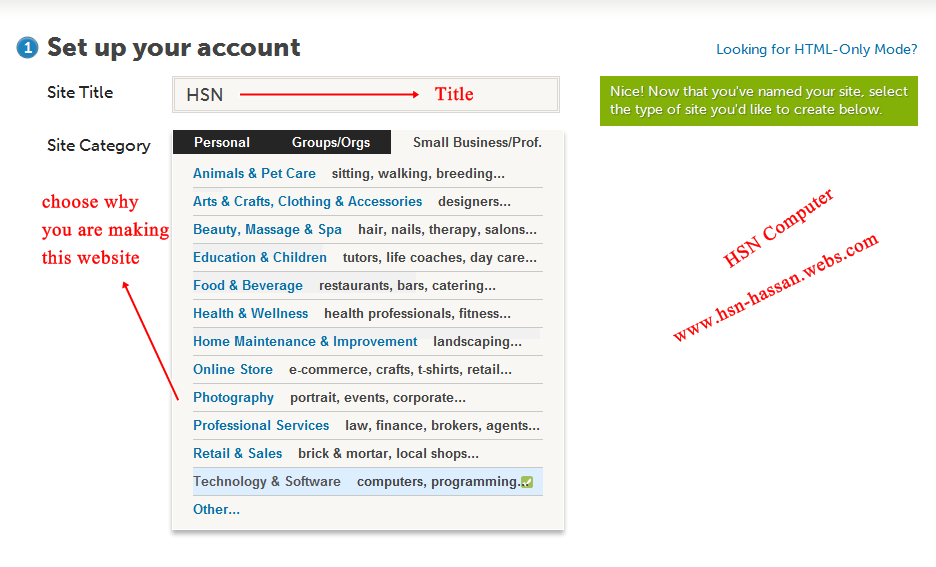 1 Set up your account
Looking for HTML-Only Mode?
Site Title
HSN
Title
Nice! Now that you've named your site, select
the type of site you'd like to create below.
Site Category
Personal
Groups/Orgs
Small Business/Prof.
Animals & Pet Care sitting, walking, breeding...
Arts & Crafts, Clothing & Accessories designers...
Beauty, Massage & Spa hair, nails, therapy, salons...
Education & Children tutors, life coaches, day care...
Food & Beverage restaurants, bars, catering...
Health & Wellness health professionals, fitness...
Home Maintenance & Improvement landscaping...
Online Store e-commerce, crafts, t-shirts, retail...
Photography portrait, events, corporate...
Professional Services law, finance, brokers, agents...
Retail & Sales brick & mortar, local shops...
Technology & Software computers, programming...
Other...
choose why
you are making
this website
HSN Computer
www.hsn-hassan.webs.com